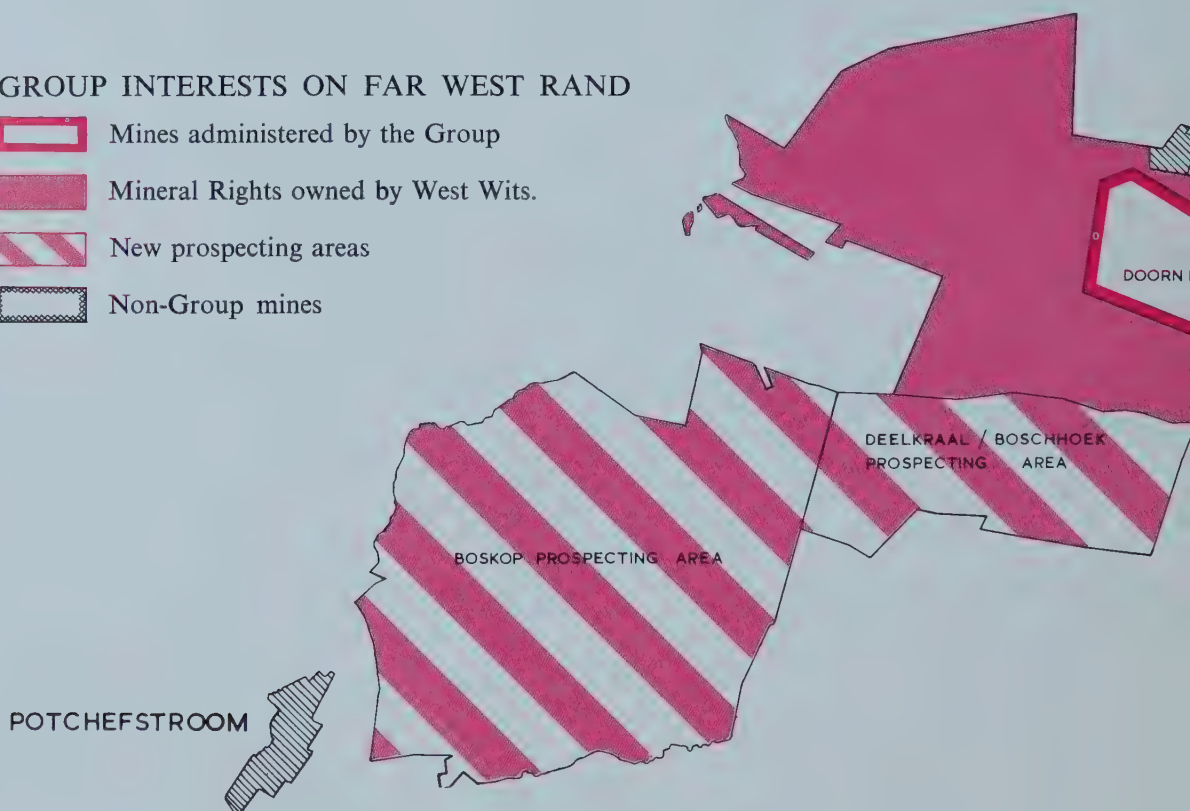 GROUP INTERESTS ON FAR WEST RAND
Mines administered by the Group
Mineral Rights owned by West Wits.
New prospecting areas
Non-Group mines
DOORN
DEELKRAAL / BOSCHHOEK
PROSPECTING AREA
BOSKOP PROSPECTING AREA
POTCHEFSTROOM